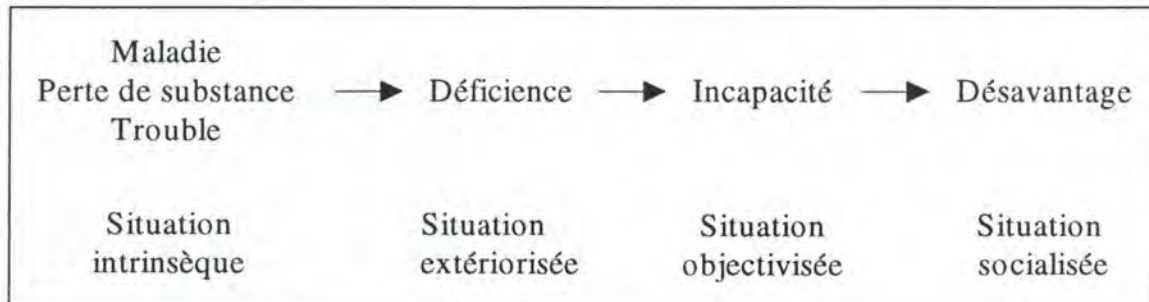 Maladie
Perte de substance → Déficience → Incapacité → Désavantage
Trouble
Situation Situation Situation Situation
intrinsèque extériorisée objectivisée socialisée